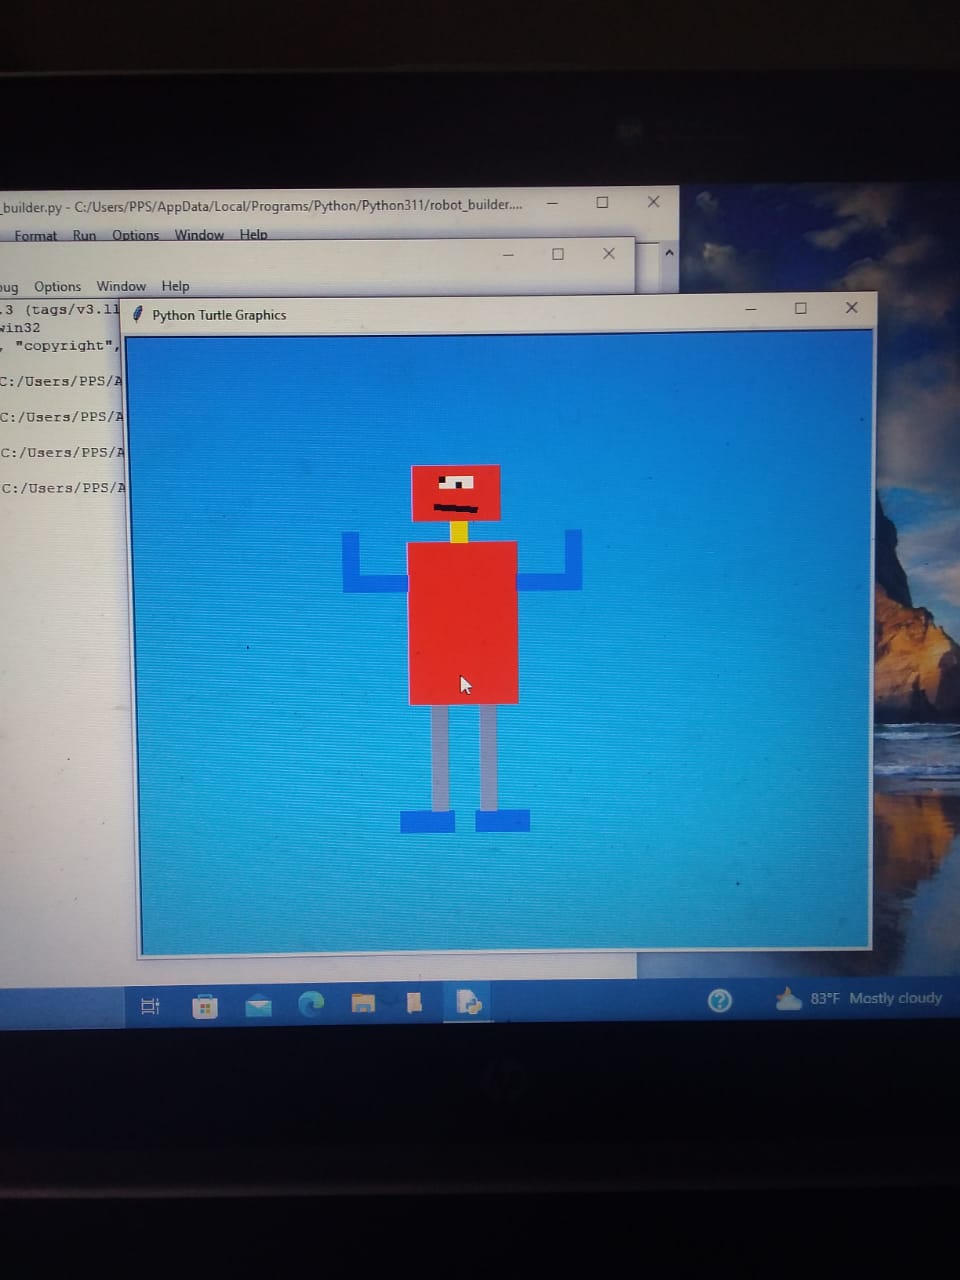 _builder.py - C:/Users/PPS/AppData/Local/Programs/Python/Python311/robot_builder....
Format Run Options Window Help
oug Options Window Help
.3 (tags/v3.11
win32
, "copyright",
C:/Users/PPS/A
C:/Users/PPS/A
C:/Users/PPS/A
C:/Users/PPS/A
Python Turtle Graphics
83°F Mostly cloudy